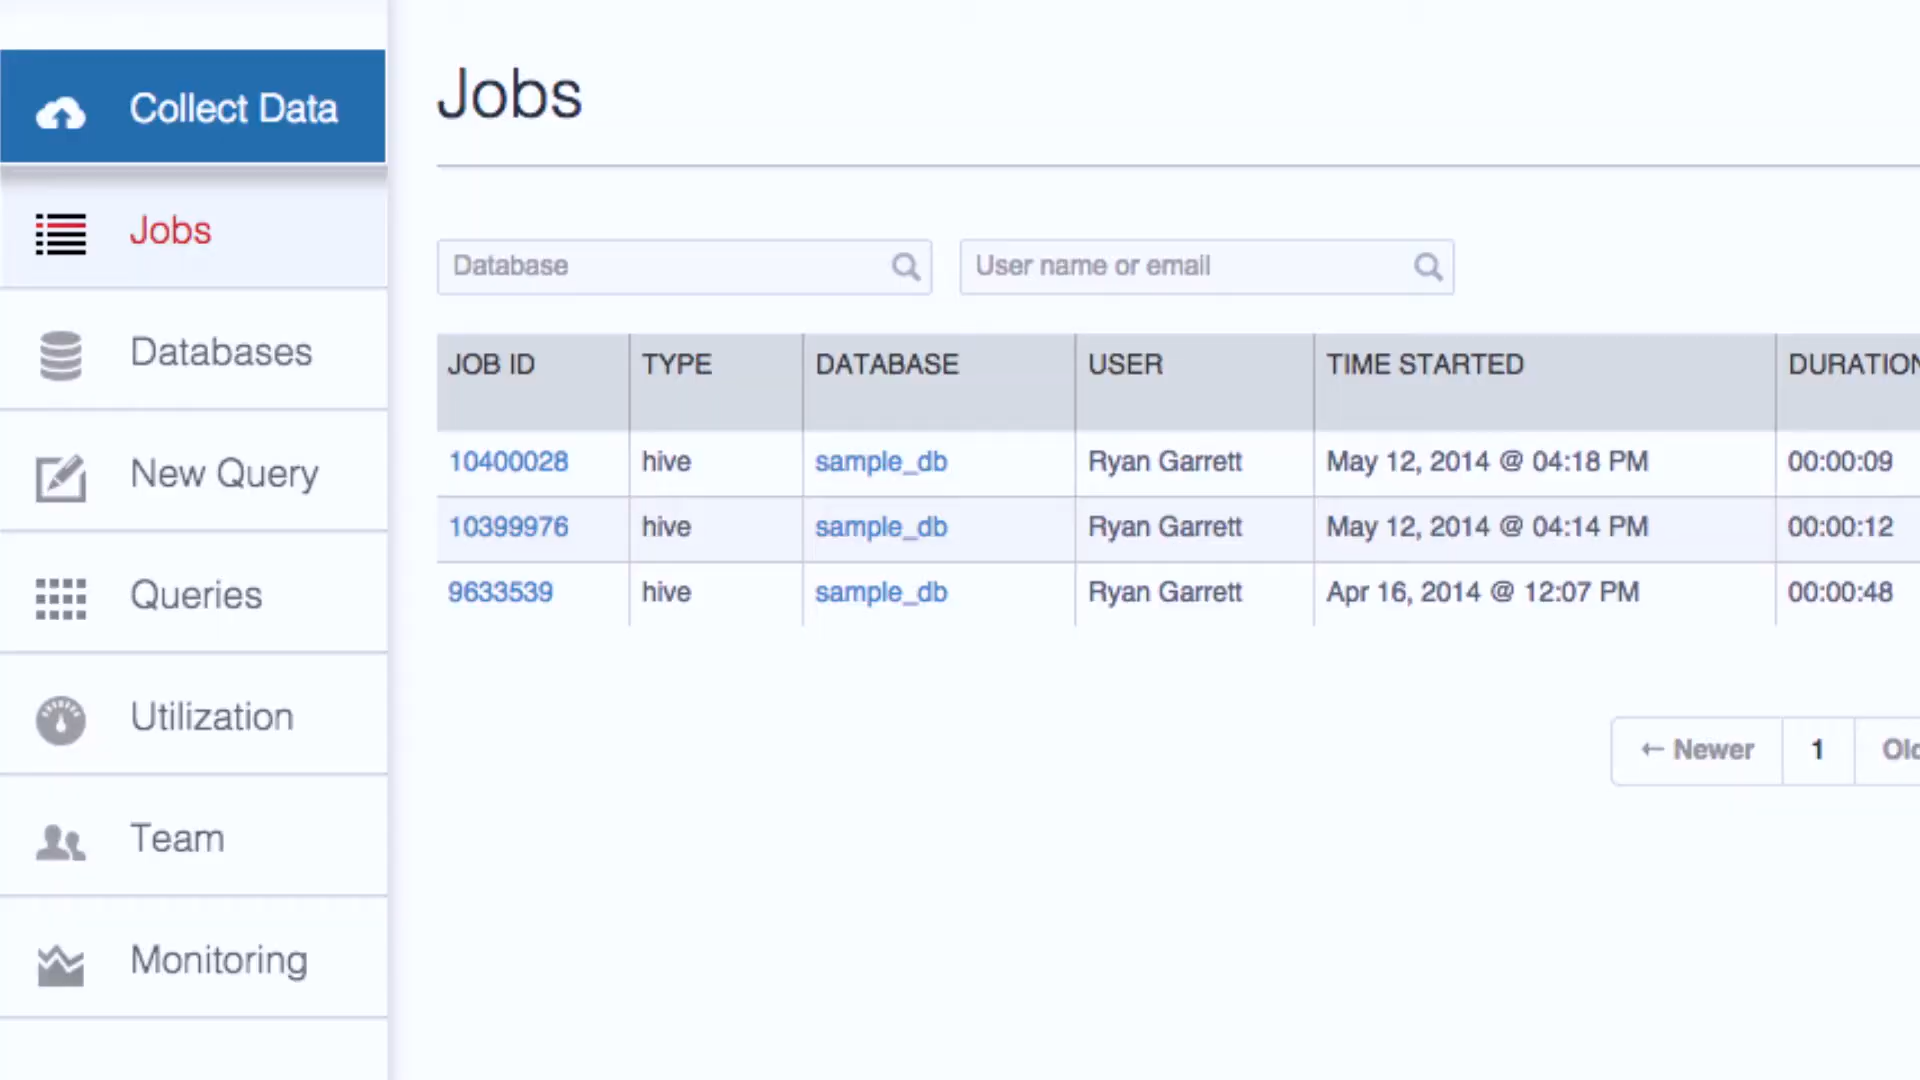 Collect Data
Jobs
Databases
New Query
Queries
Utilization
Team
Monitoring
Jobs
Database
User name or email
JOB ID TYPE DATABASE USER TIME STARTED DURATION
10400028 hive sample_db Ryan Garrett May 12, 2014 @ 04:18 PM 00:00:09
10399976 hive sample_db Ryan Garrett May 12, 2014 @ 04:14 PM 00:00:12
9633539 hive sample_db Ryan Garrett Apr 16, 2014 @ 12:07 PM 00:00:48
← Newer 1